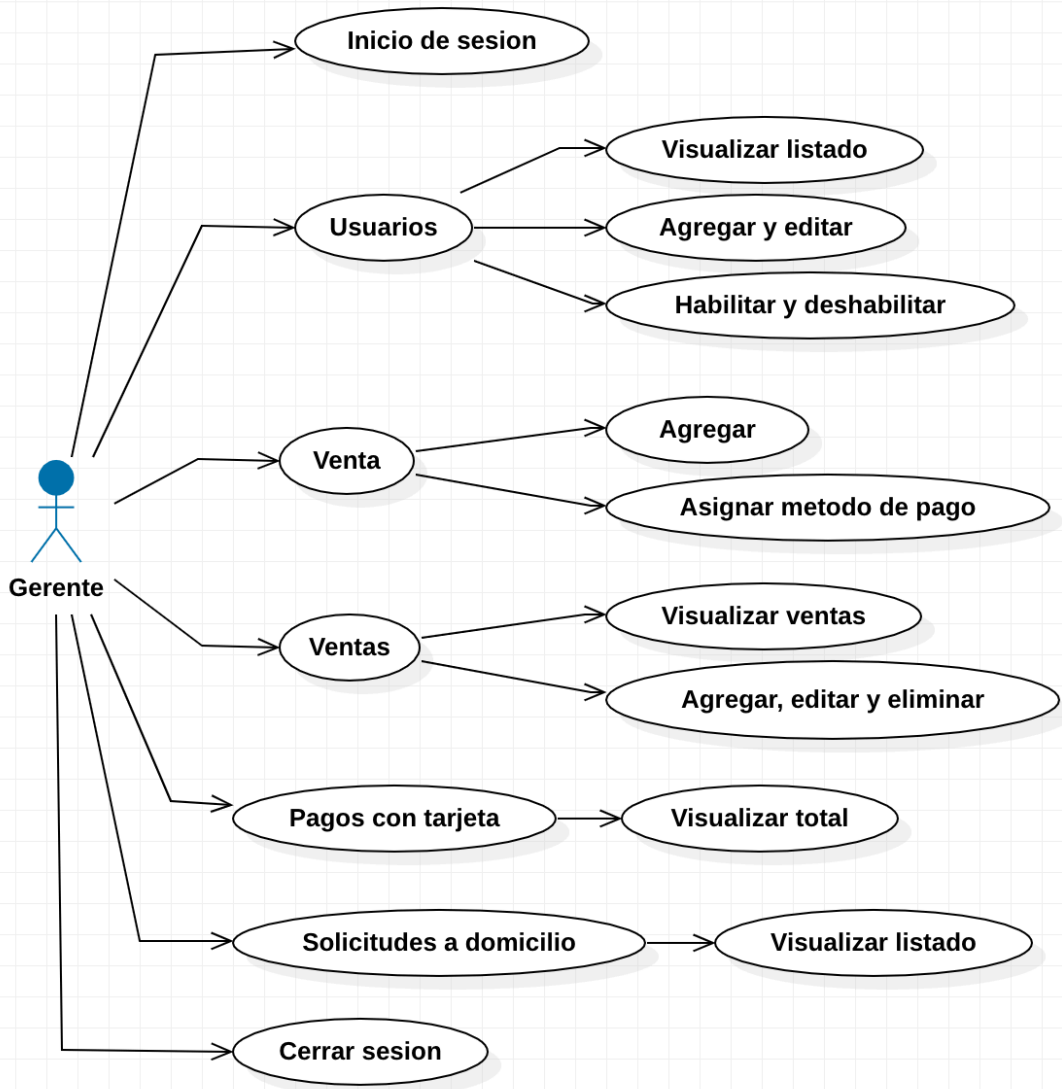 Inicio de sesion
Visualizar listado
Usuarios
Agregar y editar
Habilitar y deshabilitar
Agregar
Venta
Asignar metodo de pago
Gerente
Visualizar ventas
Ventas
Agregar, editar y eliminar
Pagos con tarjeta
Visualizar total
Solicitudes a domicilio
Visualizar listado
Cerrar sesion